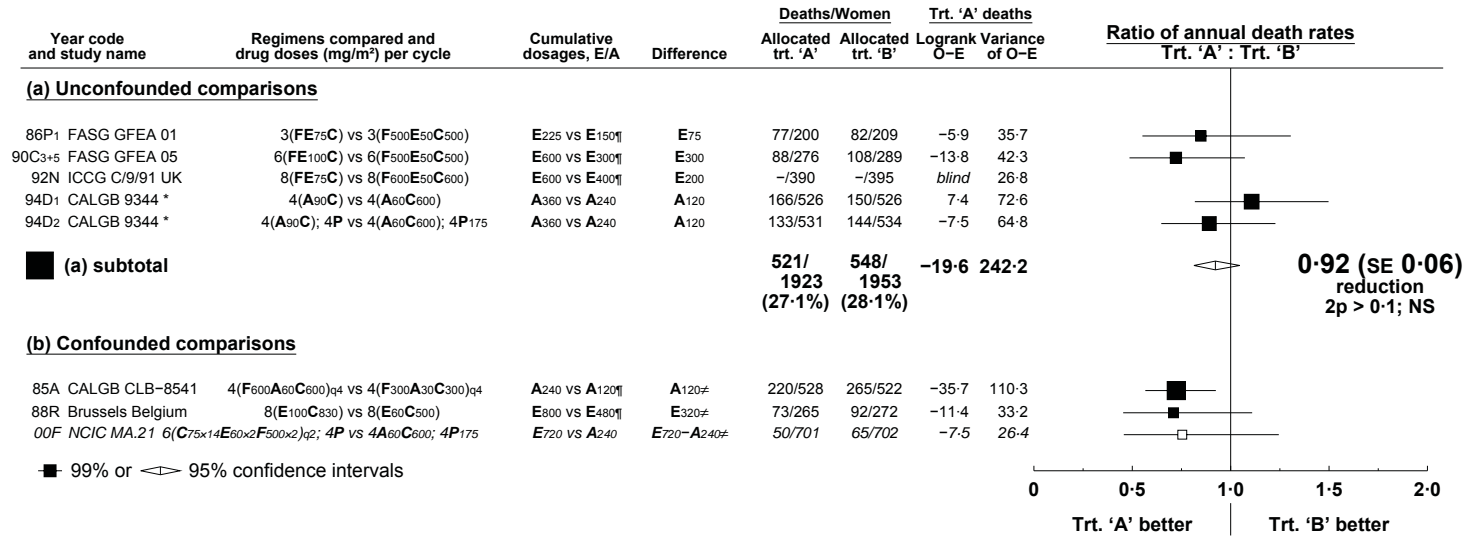 Deaths/Women Trt. ‘A’ deaths
Year code Regimens compared and Cumulative Allocated Allocated Logrank Variance Ratio of annual death rates
and study name drug doses (mg/m²) per cycle dosages, E/A Difference trt. ‘A’ trt. ‘B’ O−E of O−E Trt. ‘A’ : Trt. ‘B’
(a) Unconfounded comparisons
86P1 FASG GFEA 01 3(FE75C) vs 3(F500E50C500) E225 vs E150¶ E75 77/200 82/209 −5·9 35·7
90C3+5 FASG GFEA 05 6(FE100C) vs 6(F500E50C500) E600 vs E300¶ E300 88/276 108/289 −13·8 42·3
92N ICCG C/9/91 UK 8(FE75C) vs 8(F600E50C600) E600 vs E400¶ E200 −/390 −/395 blind 26·8
94D1 CALGB 9344 * 4(A90C) vs 4(A60C600) A360 vs A240 A120 166/526 150/526 7·4 72·6
94D2 CALGB 9344 * 4(A90C); 4P vs 4(A60C600); 4P175 A360 vs A240 A120 133/531 144/534 −7·5 64·8
(a) subtotal 521/ 548/ −19·6 242·2 0·92 (SE 0·06)
1923 1953 reduction
(27·1%) (28·1%) 2p > 0·1; NS
(b) Confounded comparisons
85A CALGB CLB−8541 4(F600A60C600)q4 vs 4(F300A30C300)q4 A240 vs A120¶ A120≠ 220/528 265/522 −35·7 110·3
88R Brussels Belgium 8(E100C830) vs 8(E60C500) E800 vs E480¶ E320≠ 73/265 92/272 −11·4 33·2
00F NCIC MA.21 6(C75x14E60x2F500x2)q2; 4P vs 4A60C600; 4P175 E720 vs A240 E720−A240≠ 50/701 65/702 −7·5 26·4
99% or 95% confidence intervals
0 0·5 1·0 1·5 2·0
Trt. ‘A’ better Trt. ‘B’ better